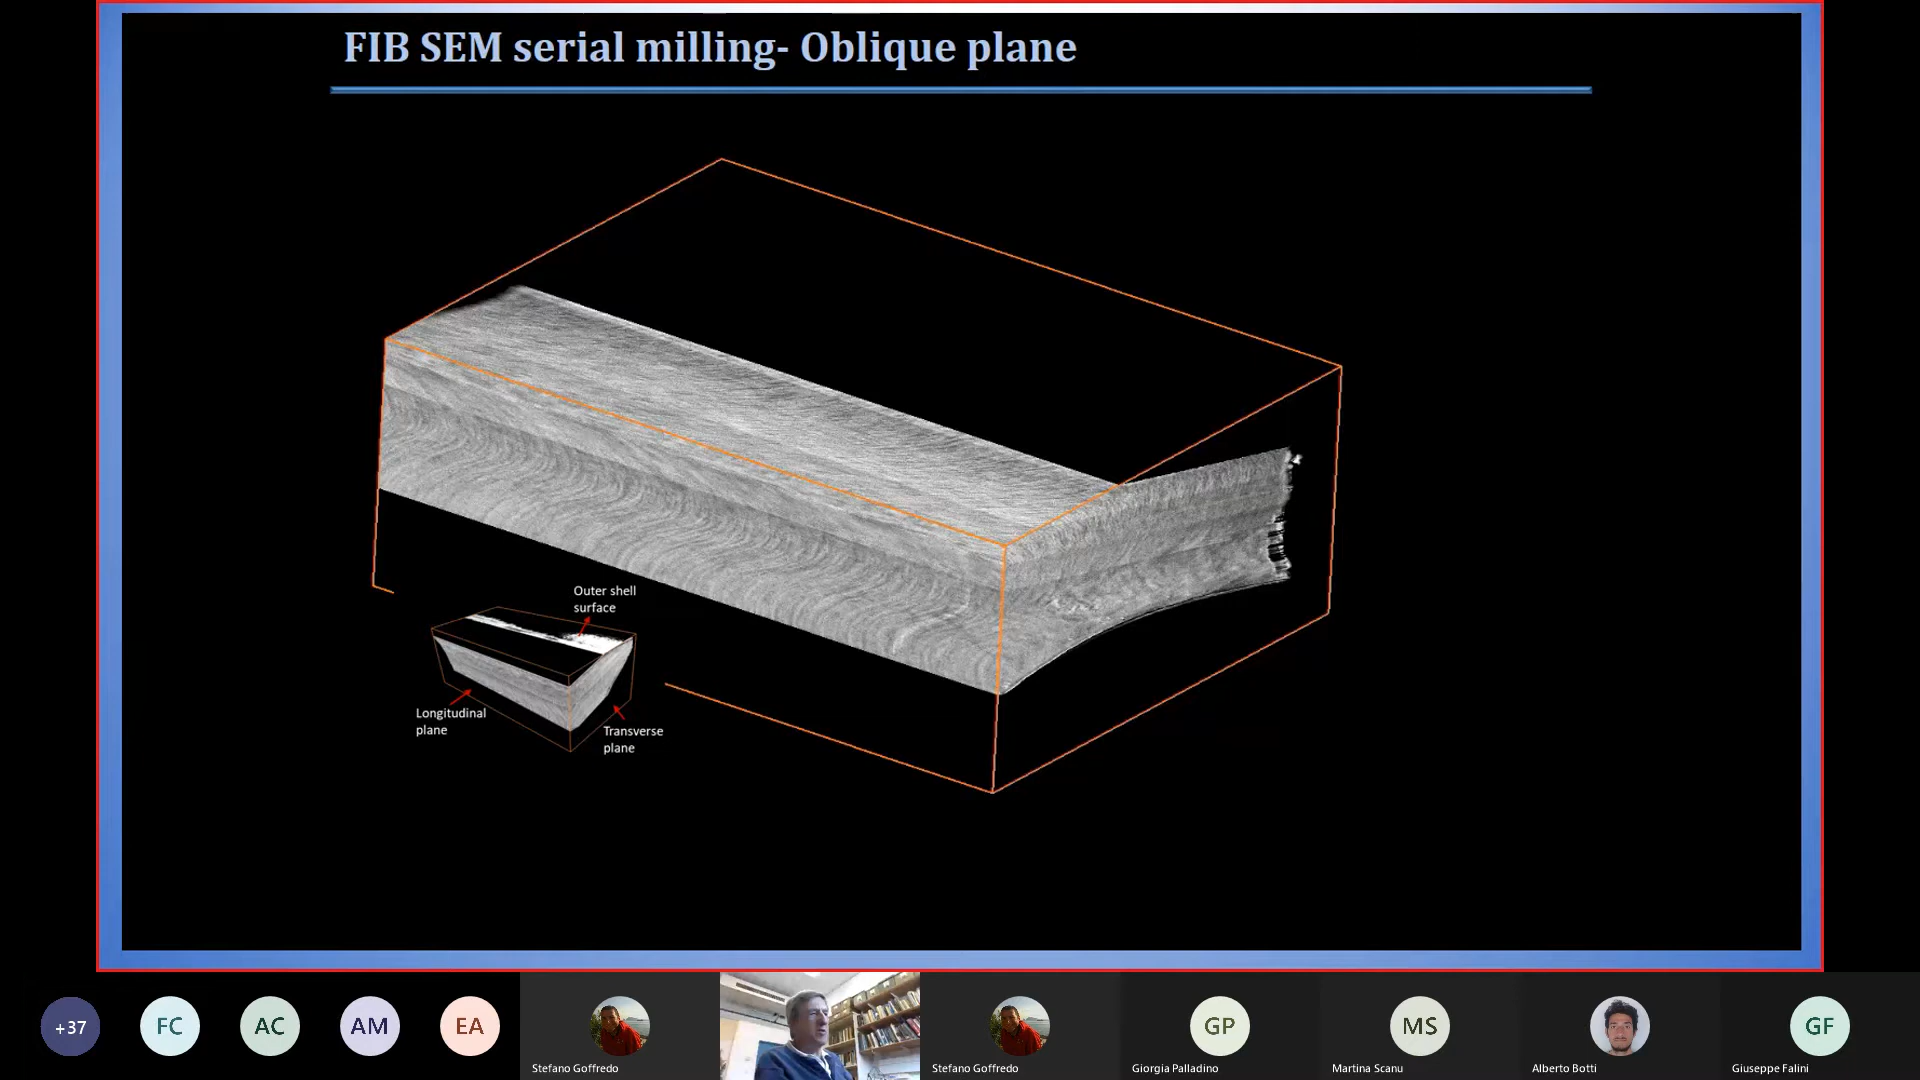 FIB SEM serial milling- Oblique plane
Outer shell
surface
Longitudinal
plane
Transverse
plane
+37
FC
AC
AM
EA
Stefano Goffredo
Stefano Goffredo
GP
Giorgia Palladino
MS
Martina Scanu
Alberto Botti
GF
Giuseppe Falini